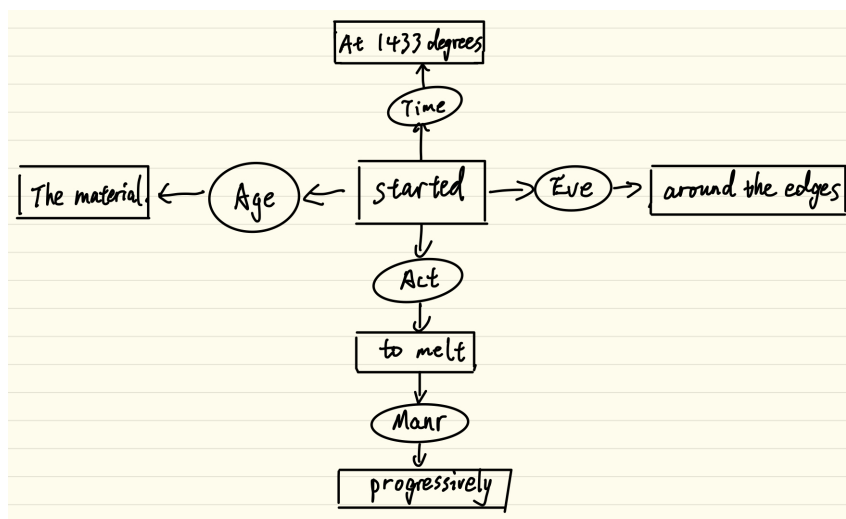 At 1433 degrees
Time
The material.
Age
started
Eve
around the edges
Act
to melt
Manr
progressively